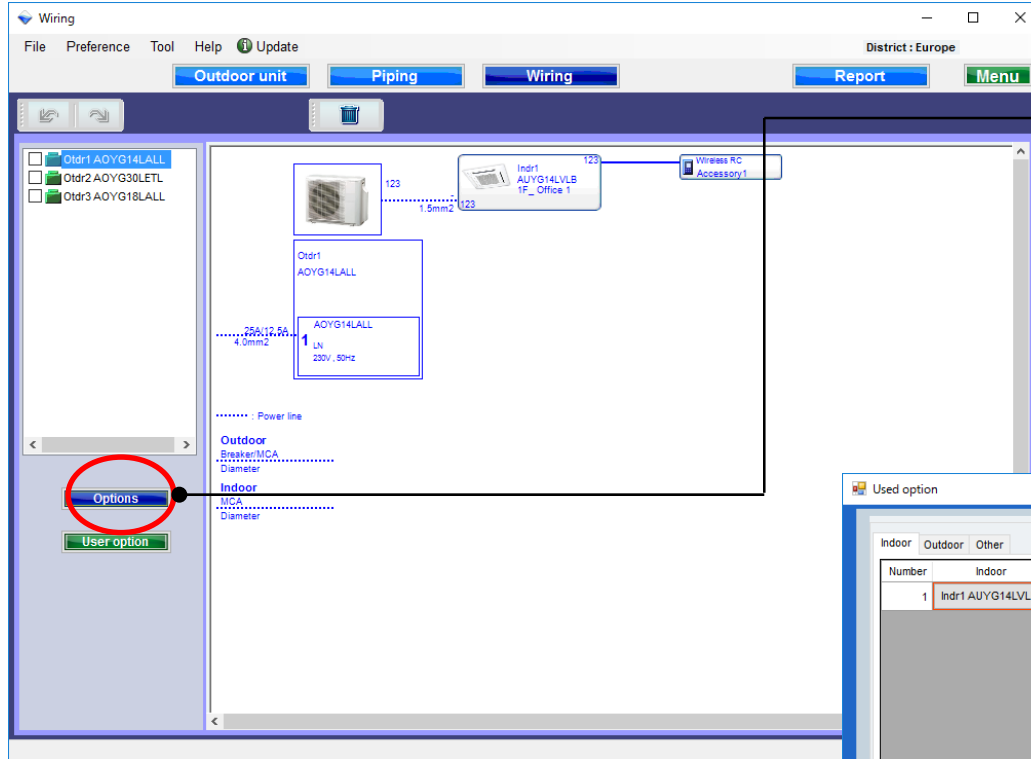 Wiring
File Preference Tool Help Update
District : Europe
Outdoor unit Piping Wiring Report Menu
Otdr1 AOYG14LALL
Otdr2 AOYG30LETL
Otdr3 AOYG18LALL
123
Indr1
AUYG14LVLB
1F_ Office 1
123
Wireless RC
Accessory1
123
-
1.5mm2
Otdr1
AOYG14LALL
25A/12.5A
4.0mm2
AOYG14LALL
1 LN
230V , 50Hz
: Power line
Outdoor
Breaker/MCA
Diameter
Indoor
MCA
Diameter
Options
User option
Used option
Indoor Outdoor Other
Number Indoor
1 Indr1 AUYG14LVL